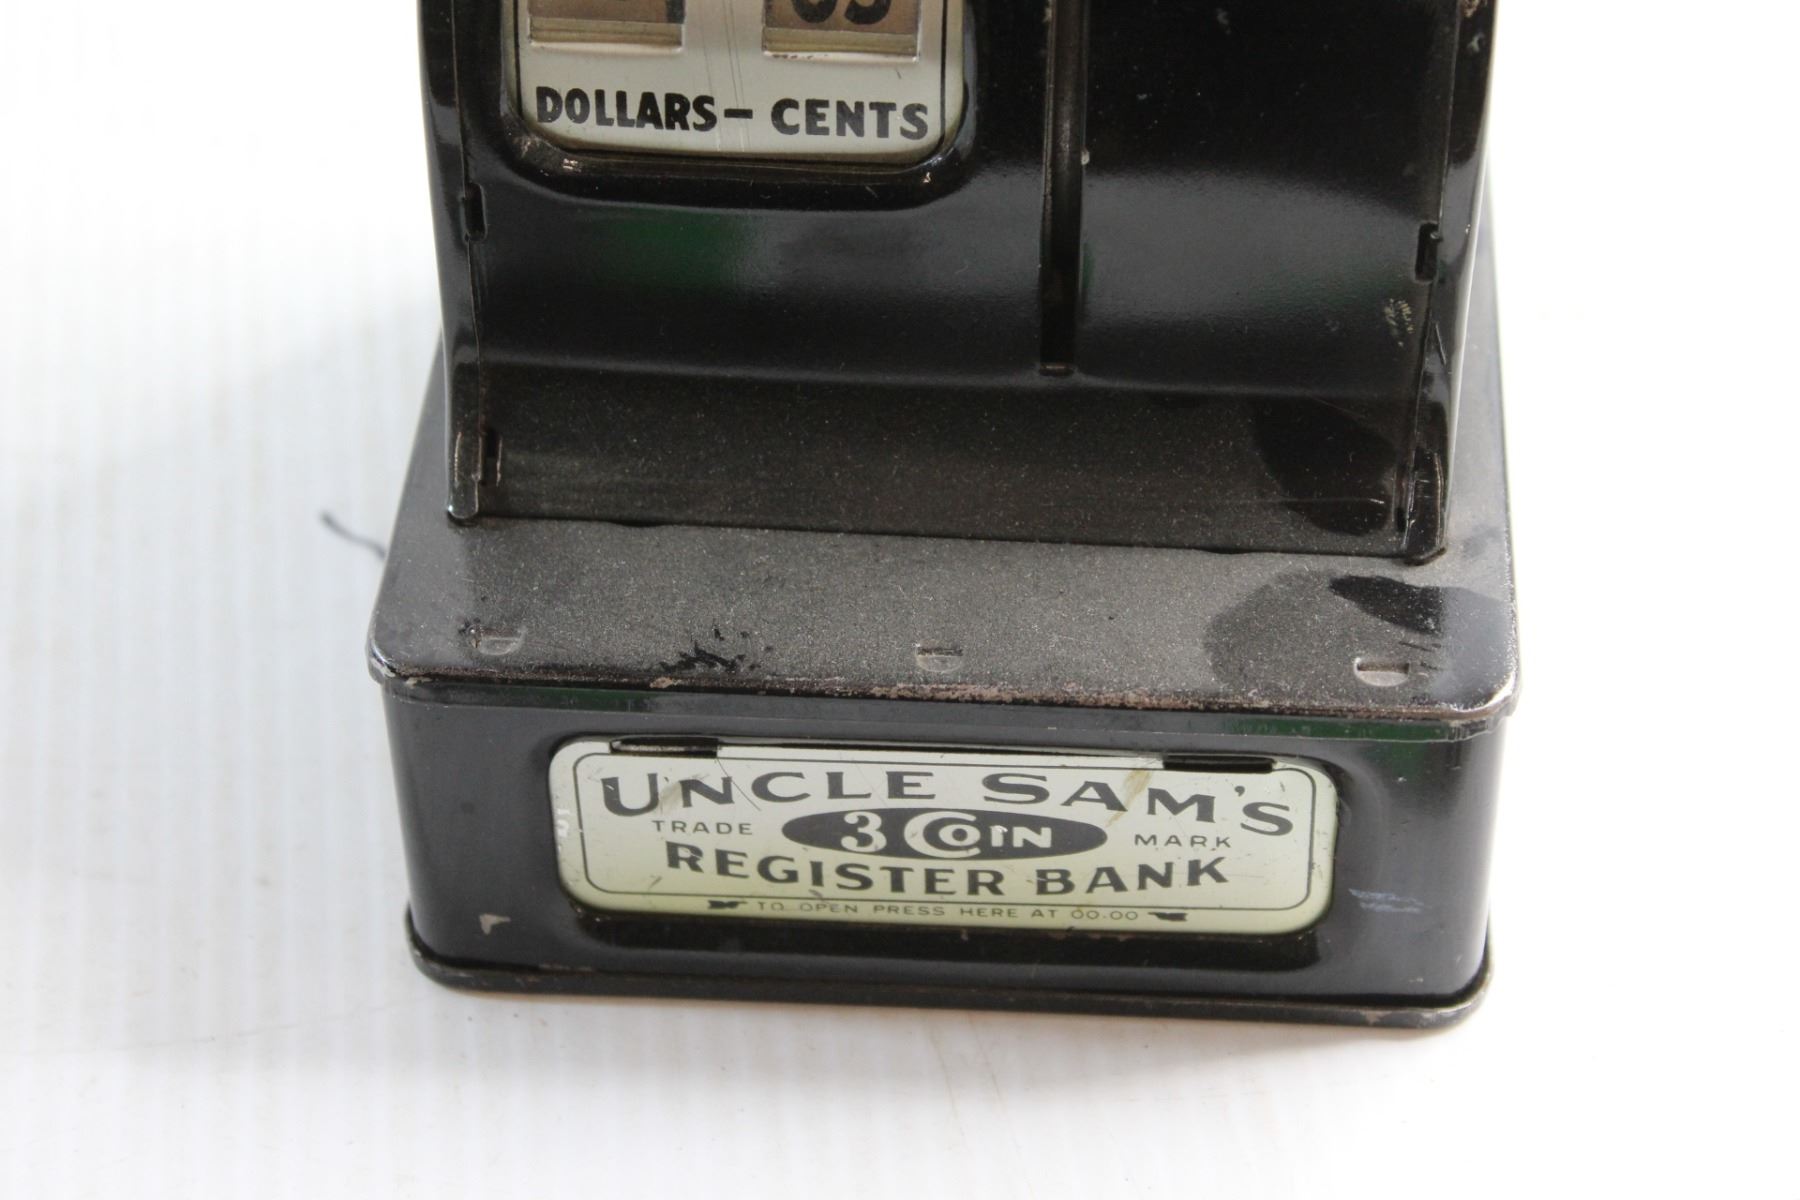 DOLLARS - CENTS
UNCLE SAM'S
TRADE 3 COIN MARK
REGISTER BANK
TO OPEN PRESS HERE AT 00.00